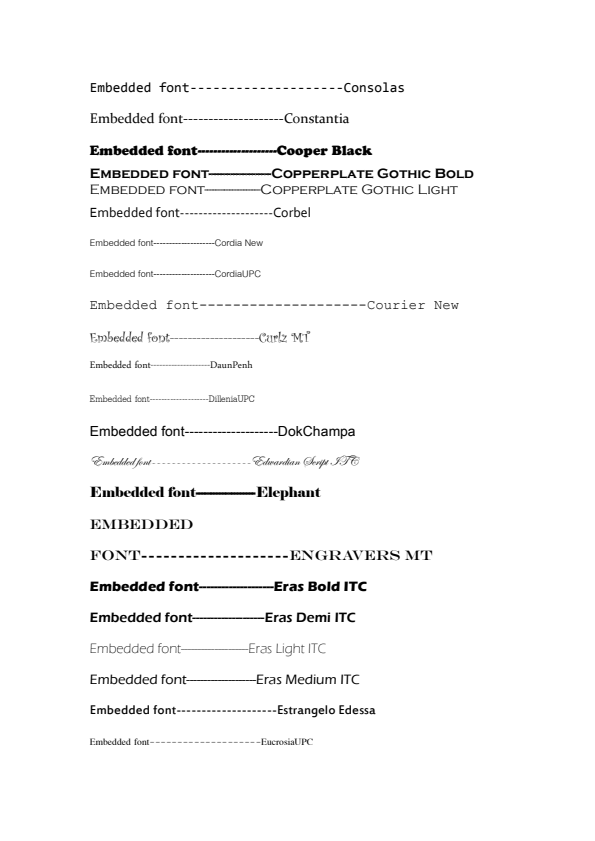 Embedded font--------------------Consolas
Embedded font--------------------Constantia
Embedded font--------------------Cooper Black
EMBEDDED FONT--------------------COPPERPLATE GOTHIC BOLD
EMBEDDED FONT--------------------COPPERPLATE GOTHIC LIGHT
Embedded font--------------------Corbel
Embedded font--------------------Cordia New
Embedded font--------------------CordiaUPC
Embedded font--------------------Courier New
Embedded font--------------------Curlz MT
Embedded font--------------------DaunPenh
Embedded font--------------------DilleniaUPC
Embedded font--------------------DokChampa
Embedded font--------------------Edwardian Script ITC
Embedded font--------------------Elephant
EMBEDDED
FONT--------------------ENGRAVERS MT
Embedded font--------------------Eras Bold ITC
Embedded font--------------------Eras Demi ITC
Embedded font--------------------Eras Light ITC
Embedded font--------------------Eras Medium ITC
Embedded font--------------------Estrangelo Edessa
Embedded font--------------------EucrosiaUPC